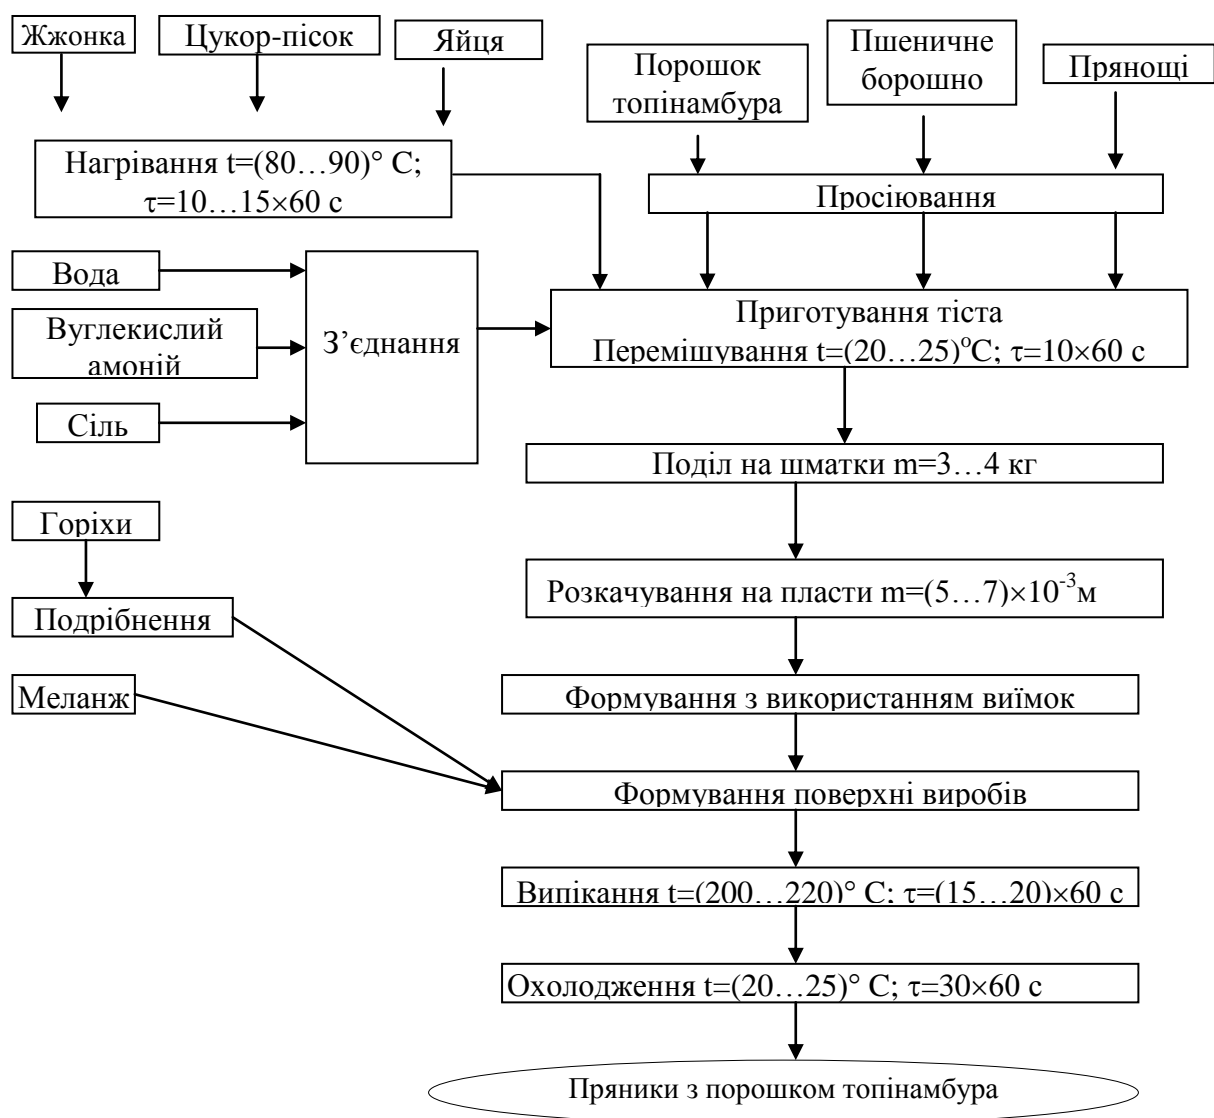 Жжонка
Цукор-пісок
Яйця
Порошок
топінамбура
Пшеничне
борошно
Прянощі
Нагрівання t=(80…90)° С;
τ=10…15×60 с
Просіювання
Вода
Вуглекислий
амоній
Сіль
З’єднання
Приготування тіста
Перемішування t=(20…25)°С; τ=10×60 с
Поділ на шматки m=3…4 кг
Горіхи
Подрібнення
Розкачування на пласти m=(5…7)×10⁻³м
Меланж
Формування з використанням виїмок
Формування поверхні виробів
Випікання t=(200…220)° С; τ=(15…20)×60 с
Охолодження t=(20…25)° С; τ=30×60 с
Пряники з порошком топінамбура